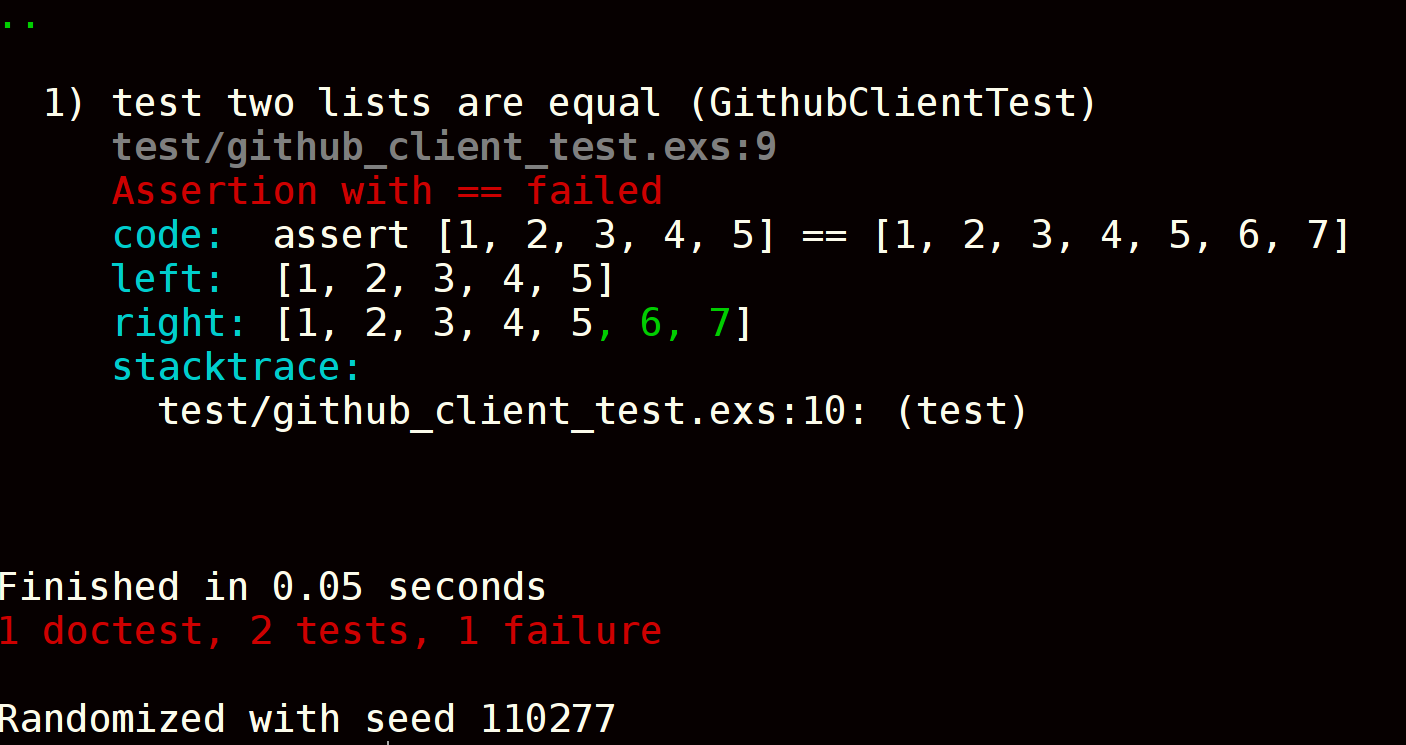 ..
1) test two lists are equal (GithubClientTest)
test/github_client_test.exs:9
Assertion with == failed
code:  assert [1, 2, 3, 4, 5] == [1, 2, 3, 4, 5, 6, 7]
left:  [1, 2, 3, 4, 5]
right: [1, 2, 3, 4, 5, 6, 7]
stacktrace:
test/github_client_test.exs:10: (test)
Finished in 0.05 seconds
1 doctest, 2 tests, 1 failure
Randomized with seed 110277